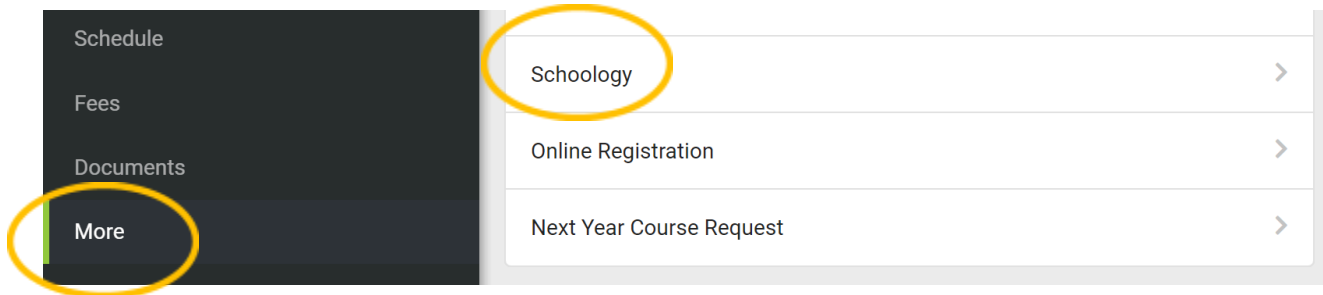 Schedule
Fees
Documents
More
Schoology
Online Registration
Next Year Course Request